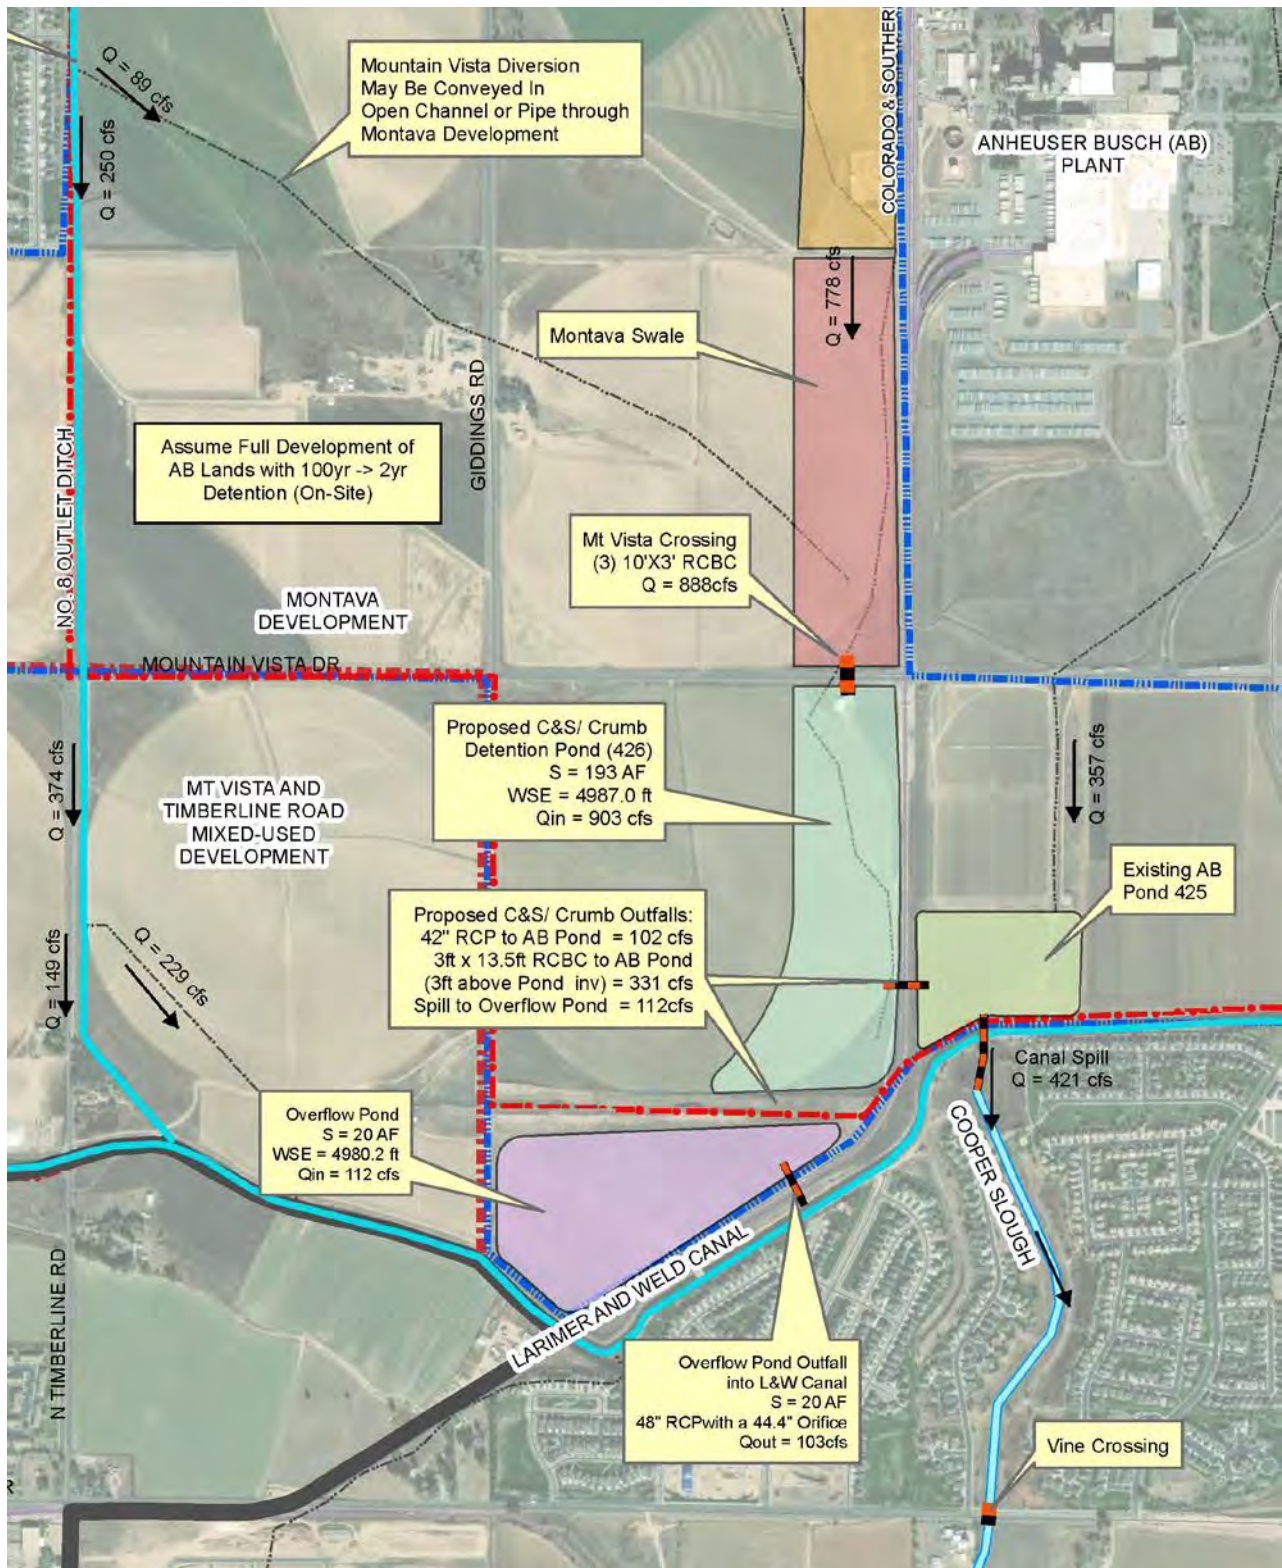 Q = 89 cfs
Q = 250 cfs
Mountain Vista Diversion
May Be Conveyed In
Open Channel or Pipe through
Montava Development
COLORADO & SOUTHER
ANHEUSER BUSCH (AB)
PLANT
Q = 778 cfs
Montava Swale
GIDDINGS RD
NO. 8 OUTLET DITCH
Assume Full Development of
AB Lands with 100yr -> 2yr
Detention (On-Site)
Mt Vista Crossing
(3) 10'X3' RCBC
Q = 888cfs
MONTAVA
DEVELOPMENT
MOUNTAIN VISTA DR
Proposed C&S/ Crumb
Detention Pond (426)
S = 193 AF
WSE = 4987.0 ft
Qin = 903 cfs
Q = 374 cfs
MT VISTA AND
TIMBERLINE ROAD
MIXED-USED
DEVELOPMENT
Q = 357 cfs
Existing AB
Pond 425
Proposed C&S/ Crumb Outfalls:
42" RCP to AB Pond = 102 cfs
3ft x 13.5ft RCBC to AB Pond
(3ft above Pond inv) = 331 cfs
Spill to Overflow Pond = 112cfs
Q = 149 cfs
Q = 229 cfs
Canal Spill
Q = 421 cfs
Overflow Pond
S = 20 AF
WSE = 4980.2 ft
Qin = 112 cfs
COOPER SLOUGH
LARIMER AND WELD CANAL
N TIMBERLINE RD
Overflow Pond Outfall
into L&W Canal
S = 20 AF
48" RCPwith a 44.4" Orifice
Qout = 103cfs
Vine Crossing